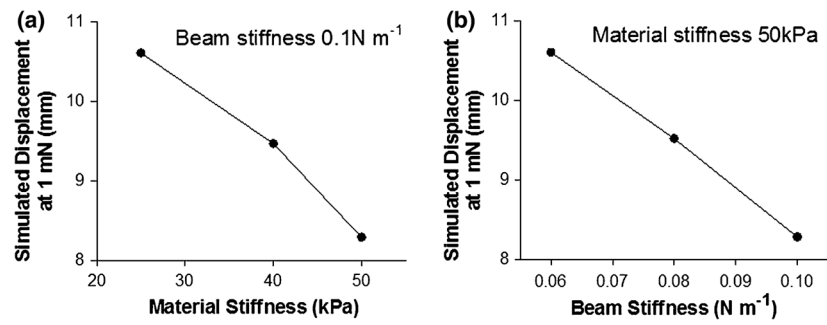 (a)
Beam stiffness 0.1N m⁻¹
SImulated Displacement
at 1 mN (mm)
11
10
9
8
20
30
40
50
Material Stiffness (kPa)
(b)
Material stiffness 50kPa
SImulated Displacement
at 1 mN (mm)
11
10
9
8
0.06
0.07
0.08
0.09
0.10
Beam Stiffness (N m⁻¹)